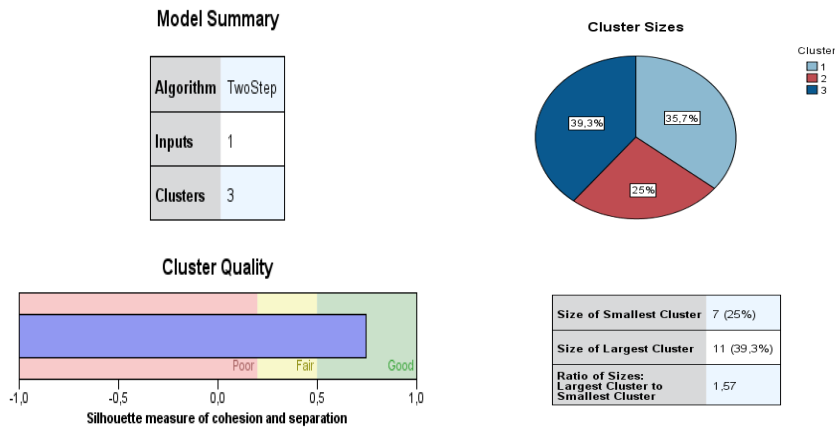 Model Summary
Algorithm TwoStep
Inputs 1
Clusters 3
Cluster Sizes
Cluster
1
2
3
39,3%
35,7%
25%
Cluster Quality
Poor Fair Good
-1,0 -0,5 0,0 0,5 1,0
Silhouette measure of cohesion and separation
Size of Smallest Cluster 7 (25%)
Size of Largest Cluster 11 (39,3%)
Ratio of Sizes:
Largest Cluster to
Smallest Cluster
1,57